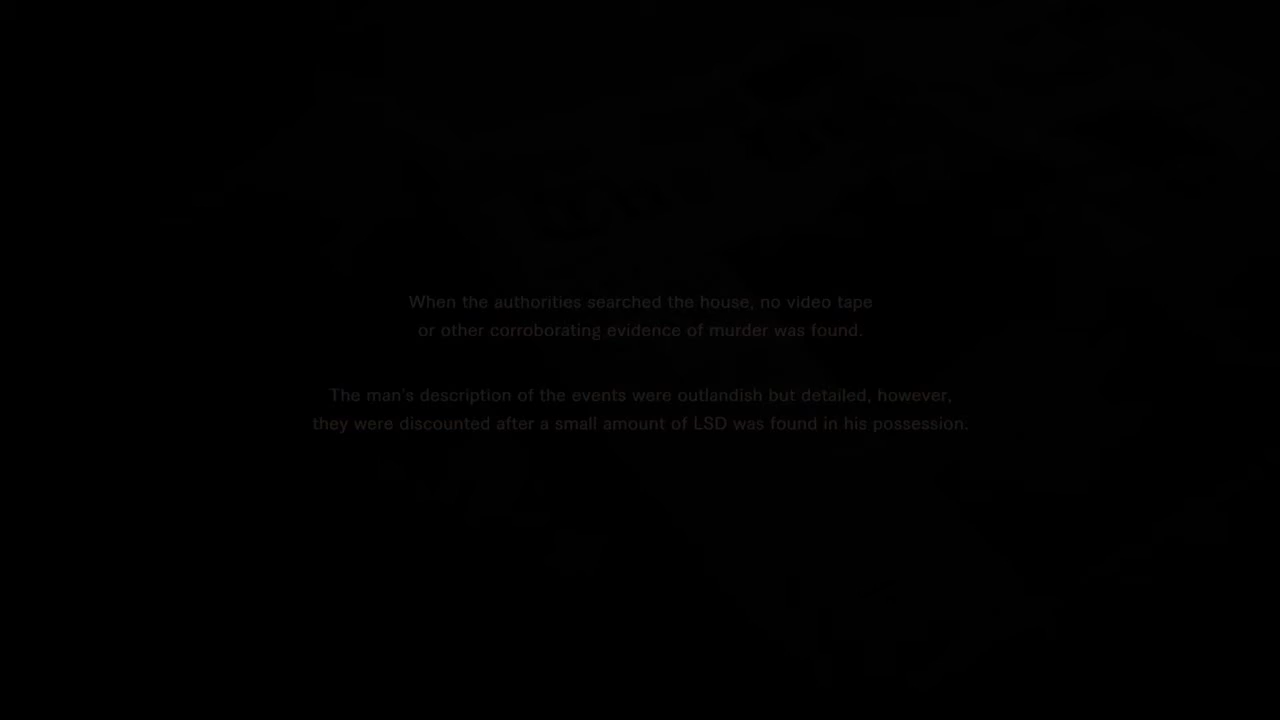 When the authorities searched the house, no video tape
or other corroborating evidence of murder was found.
The man's description of the events were outlandish but detailed, however,
they were discounted after a small amount of LSD was found in his possession.